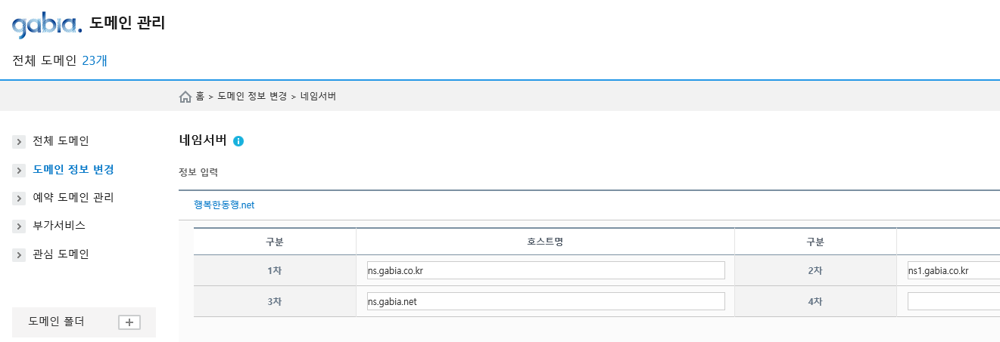 gabia. 도메인 관리
전체 도메인 23개
홈 > 도메인 정보 변경 > 네임서버
전체 도메인
도메인 정보 변경
예약 도메인 관리
부가서비스
관심 도메인
도메인 폴더
네임서버
정보 입력
행복한동행.net
구분 호스트명 구분
1차 ns.gabia.co.kr 2차 ns1.gabia.co.kr
3차 ns.gabia.net 4차